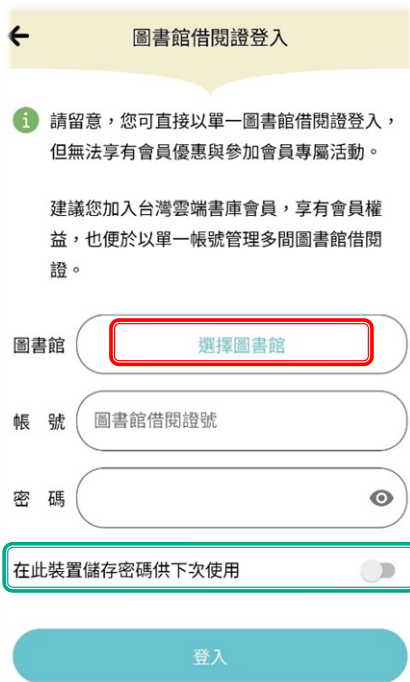 圖書館借閱證登入
請留意，您可直接以單一圖書館借閱證登入，
但無法享有會員優惠與參加會員專屬活動。
建議您加入台灣雲端書庫會員，享有會員權
益，也便於以單一帳號管理多間圖書館借閱
證。
圖書館 選擇圖書館
帳 號 圖書館借閱證號
密 碼
在此裝置儲存密碼供下次使用
登入